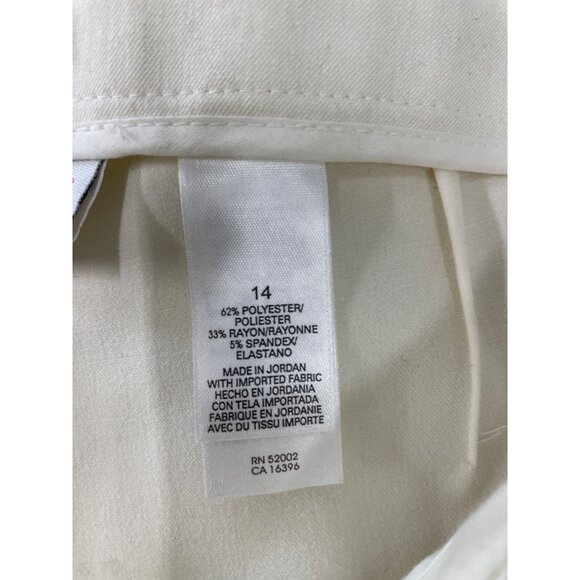 14
62% POLYESTER/
POLIESTER
33% RAYON/RAYONNE
5% SPANDEX/
ELASTANO
MADE IN JORDAN
WITH IMPORTED FABRIC
HECHO EN JORDANIA
CON TELA IMPORTADA
FABRIQUE EN JORDANIE
AVEC DU TISSU IMPORTE
RN 52002
CA 16396